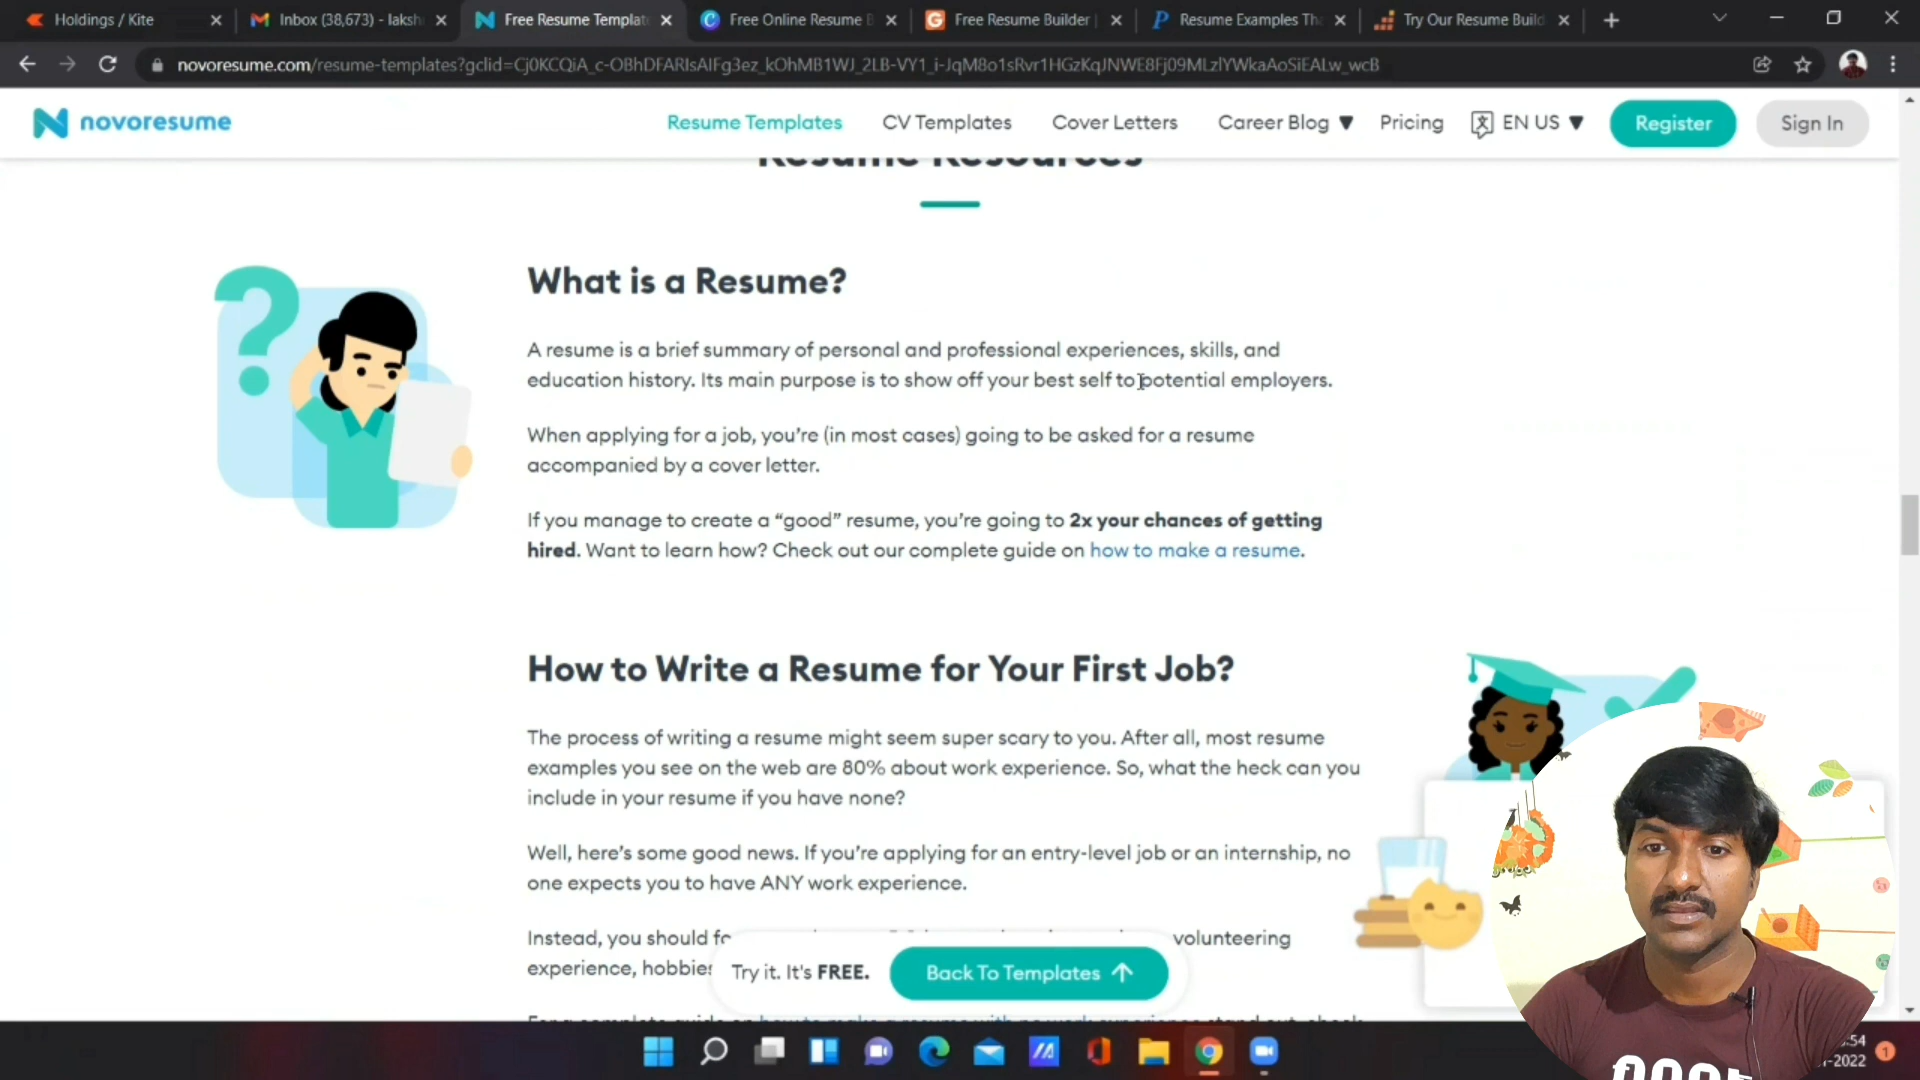 Holdings / Kite
Inbox (38,673) - laksh
Free Resume Templat
Free Online Resume B
Free Resume Builder |
Resume Examples Th
Try Our Resume Build
novoresume.com/resume-templates?gclid=Cj0KCQiA_c-OBhDFARIsAIFg3ez_kOhMB1WJ_2LB-VY1_i-JqM8o1sRvr1HGzKqJNWE8Fj09MLzlYWkaAoSiEALw_wcB
novoresume
Resume Templates
CV Templates
Cover Letters
Career Blog ▼
Pricing
EN US ▼
Register
Sign In
Resume Resources
What is a Resume?
A resume is a brief summary of personal and professional experiences, skills, and
education history. Its main purpose is to show off your best self to potential employers.
When applying for a job, you’re (in most cases) going to be asked for a resume
accompanied by a cover letter.
If you manage to create a “good” resume, you’re going to 2x your chances of getting
hired. Want to learn how? Check out our complete guide on how to make a resume.
How to Write a Resume for Your First Job?
The process of writing a resume might seem super scary to you. After all, most resume
examples you see on the web are 80% about work experience. So, what the heck can you
include in your resume if you have none?
Well, here’s some good news. If you’re applying for an entry-level job or an internship, no
one expects you to have ANY work experience.
Instead, you should volunteering
experience, hobbies
Try it. It's FREE.
Back To Templates ↑
:54
-2022
1